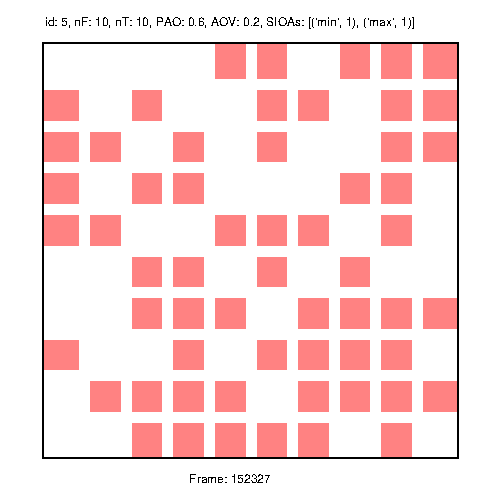 id: 5, nF: 10, nT: 10, PAO: 0.6, AOV: 0.2, SIOAs: [('min', 1), ('max', 1)]
Frame: 152327